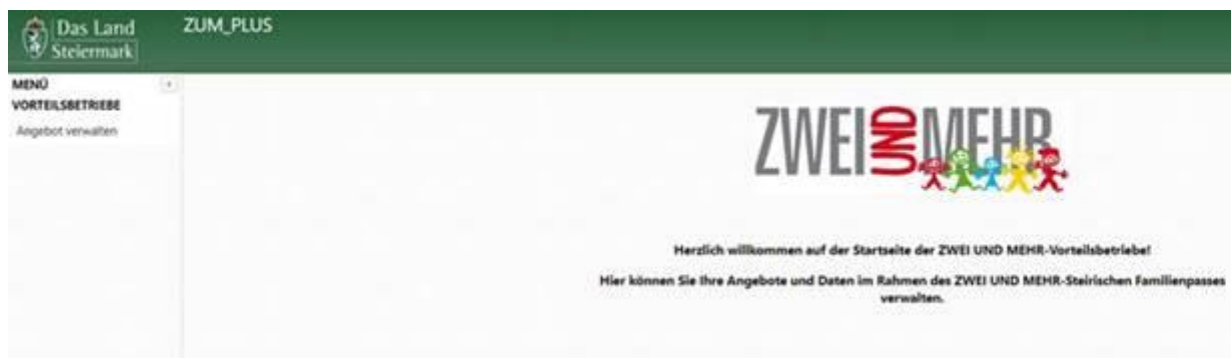 Das Land
Steiermark
ZUM_PLUS
MENÜ
VORTEILSBETRIEBE
Angebot verwalten
ZWEI UND MEHR
Herzlich willkommen auf der Startseite der ZWEI UND MEHR-Vorteilsbetriebe!
Hier können Sie Ihre Angebote und Daten im Rahmen des ZWEI UND MEHR-Steirischen Familienpasses
verwalten.